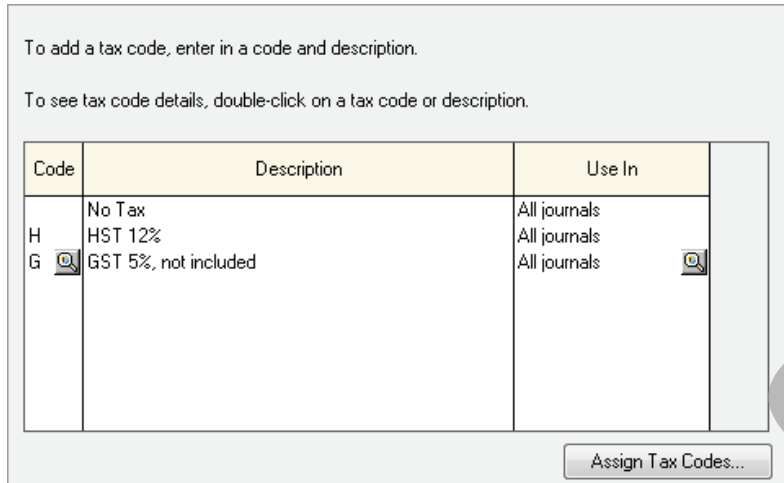 To add a tax code, enter in a code and description.
To see tax code details, double-click on a tax code or description.
Code Description Use In
No Tax All journals
H HST 12% All journals
G GST 5%, not included All journals
Assign Tax Codes...